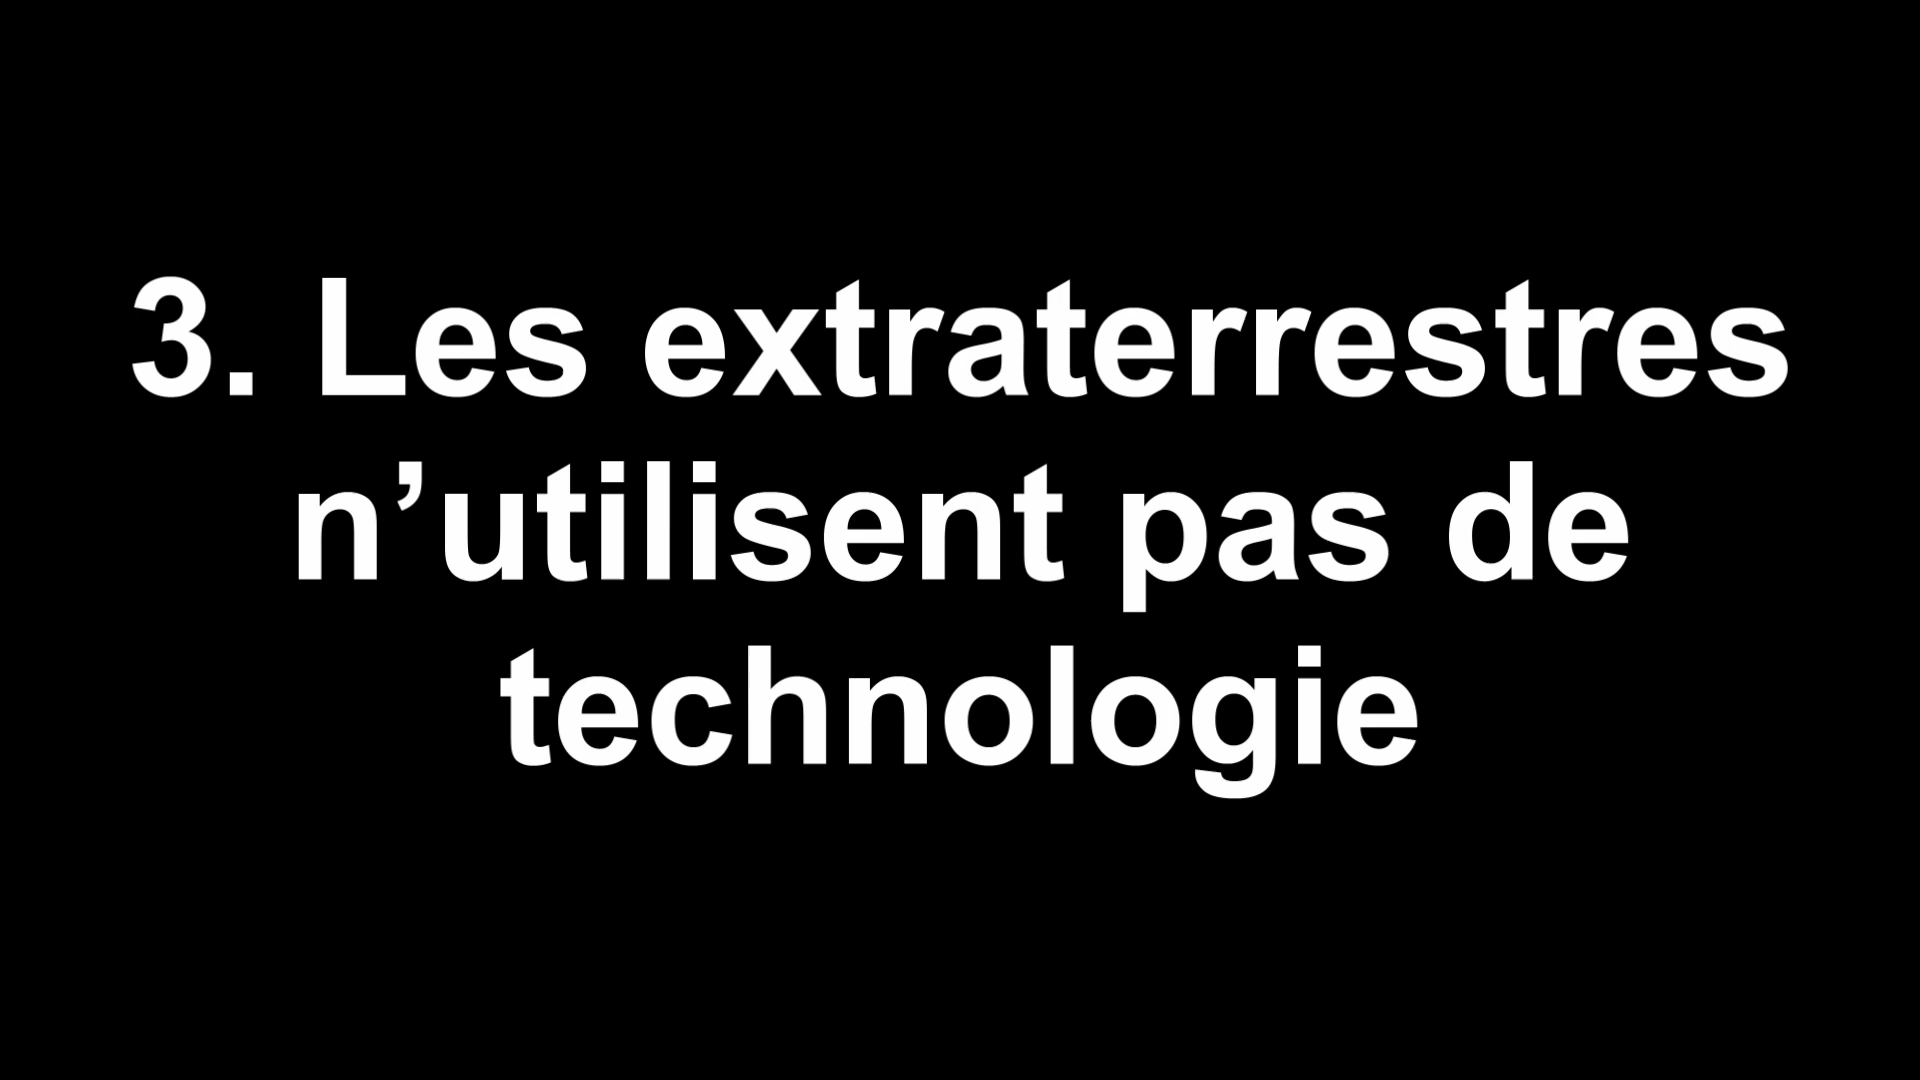 3. Les extraterrestres
n’utilisent pas de
technologie